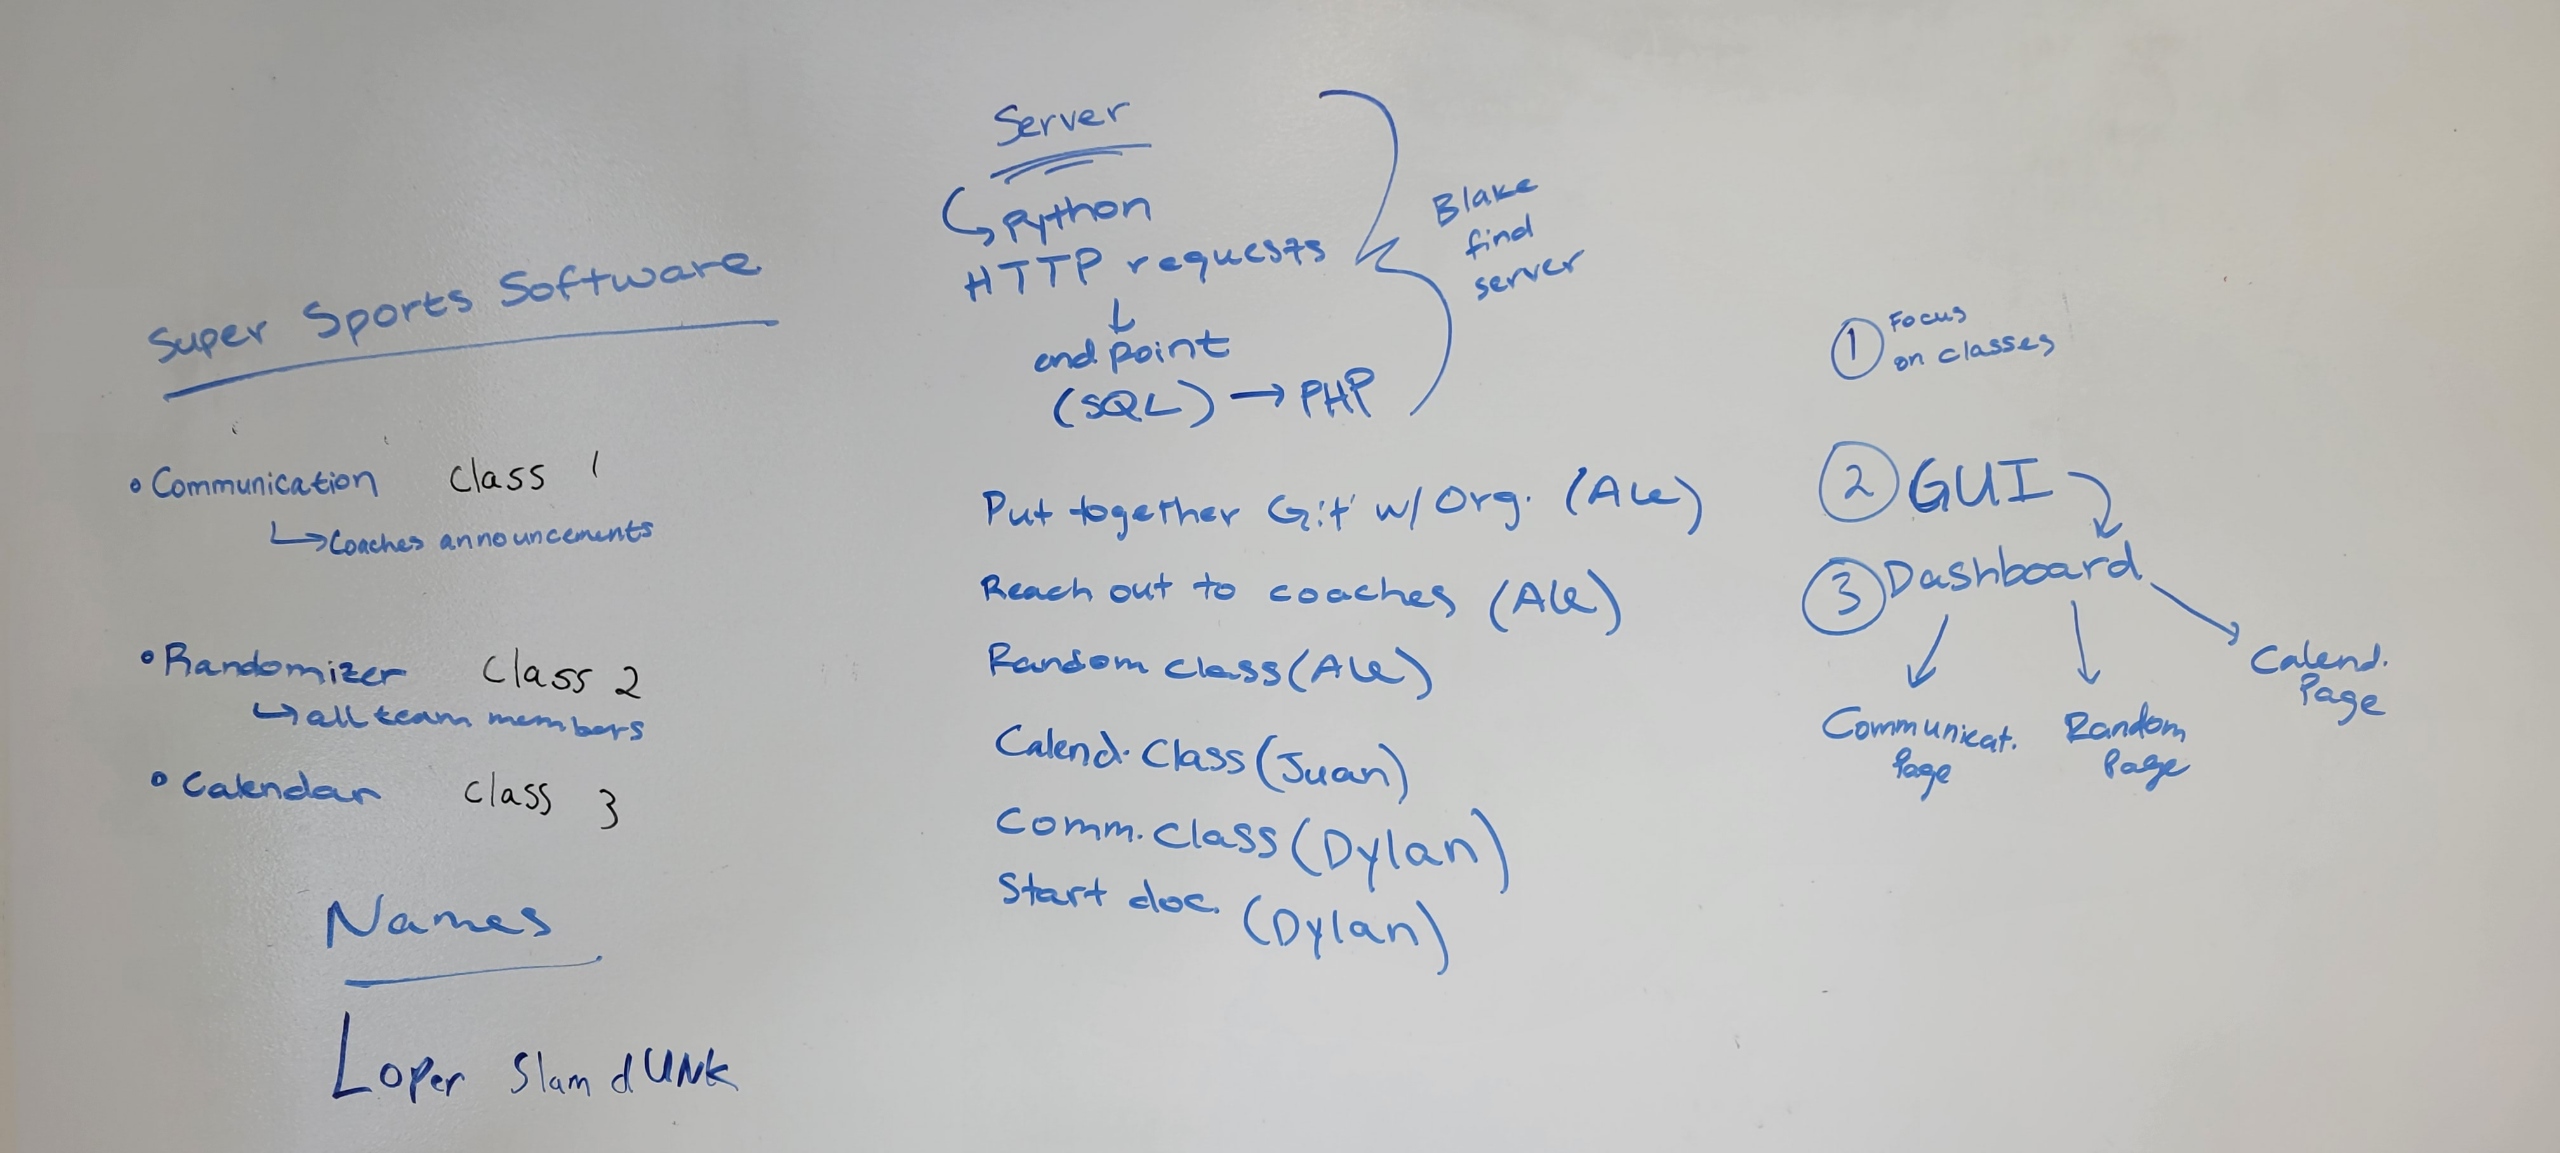 Super Sports Software
• Communication Class 1
↳ Coaches announcements
• Randomizer Class 2
↳ all team members
• Calendar Class 3
Names
Loper Slam dUNK
Server
↳ Python
HTTP requests
↓
endpoint
(SQL) → PHP
Blake
find
server
Put together Git w/ Org. (Ale)
Reach out to coaches (Ale)
Random class (Ale)
Calend. Class (Juan)
Comm. Class (Dylan)
Start doc. (Dylan)
① Focus
on classes
② GUI
③ Dashboard
Communicat.
Page
Random
Page
Calend.
Page